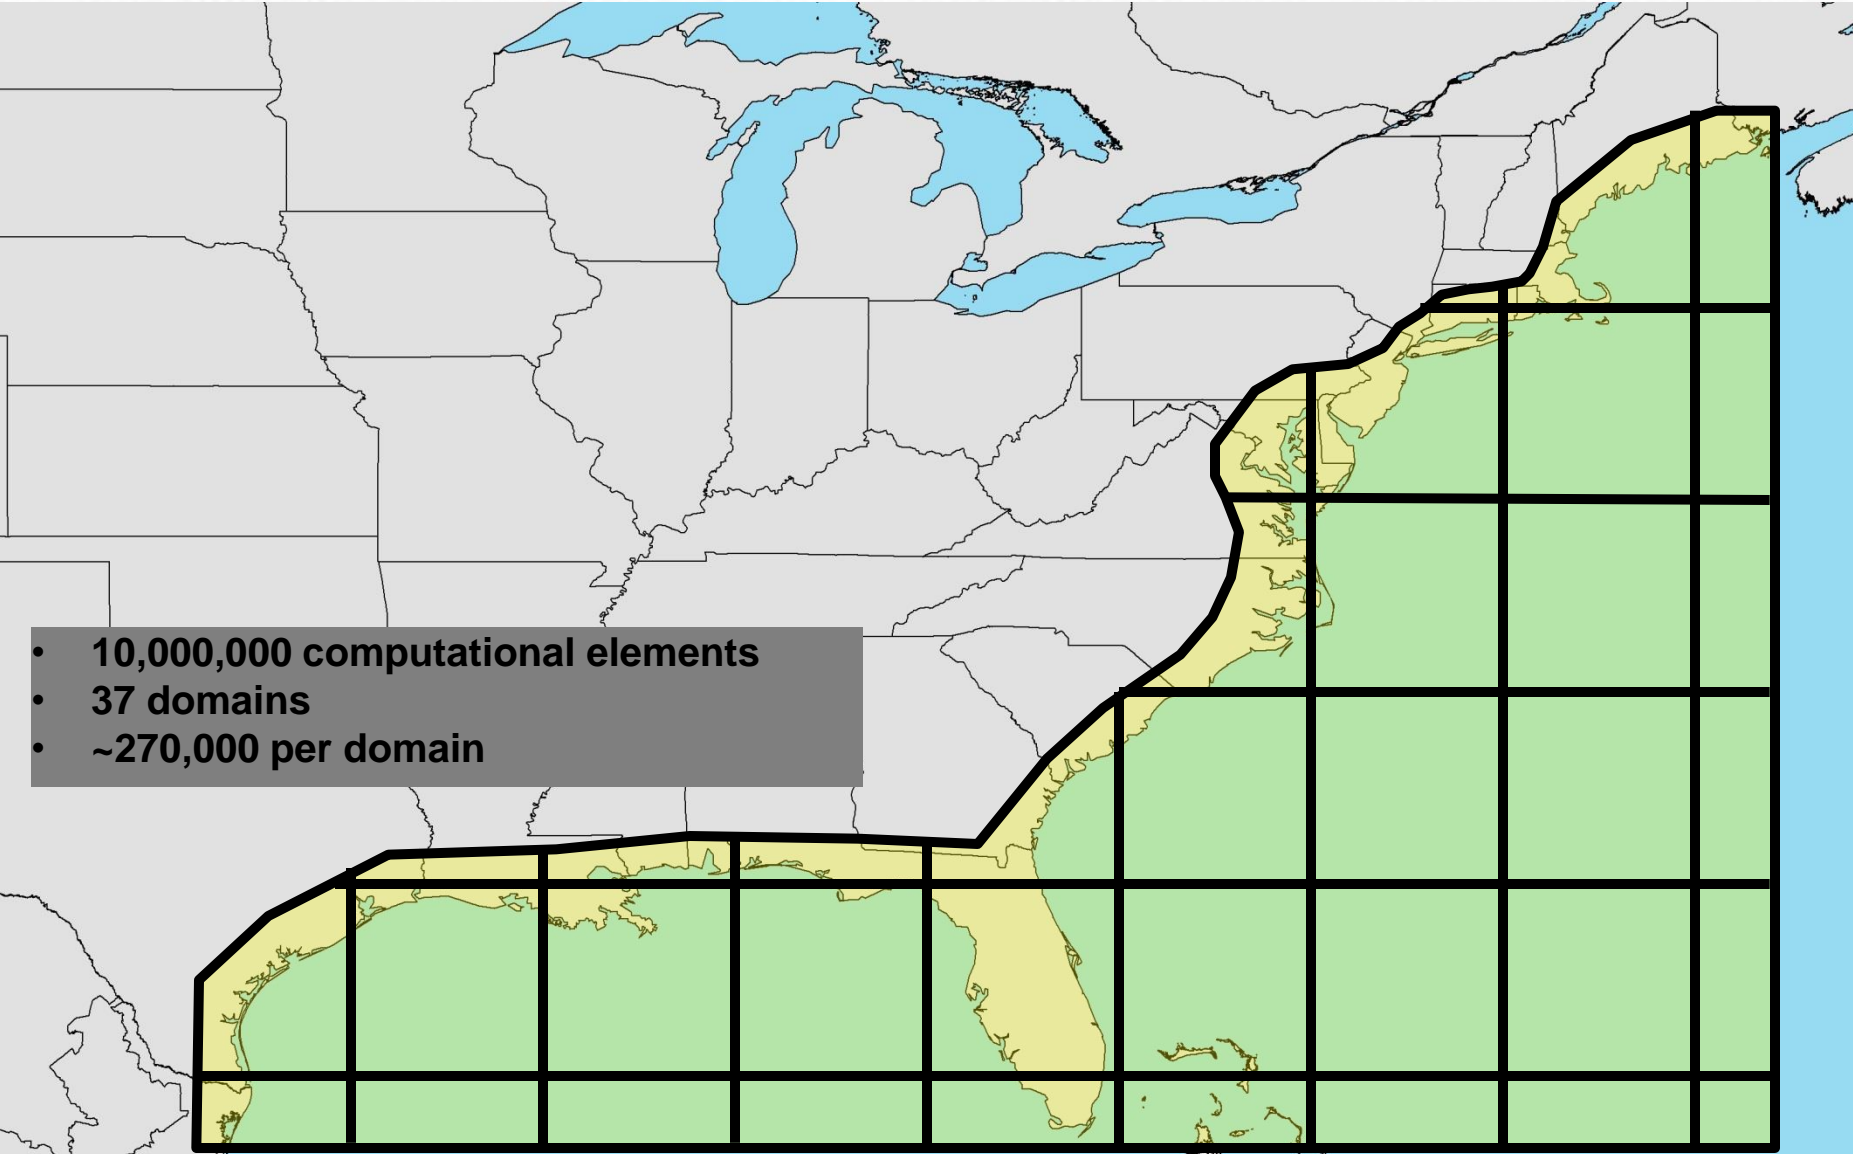 • 10,000,000 computational elements
• 37 domains
• ~270,000 per domain